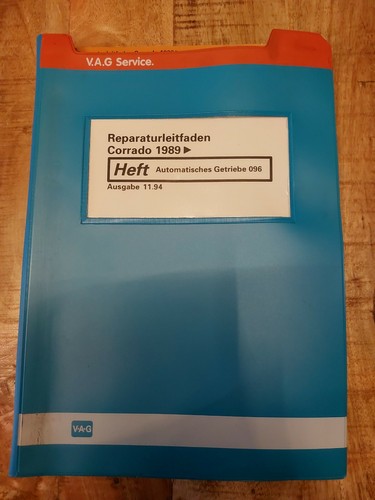 V.A.G Service.
Reparaturleitfaden
Corrado 1989 ►
Heft Automatisches Getriebe 096
Ausgabe 11.94
V·A·G